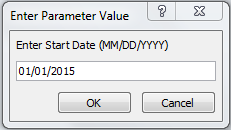 Enter Parameter Value
Enter Start Date (MM/DD/YYYY)
01/01/2015
OK
Cancel